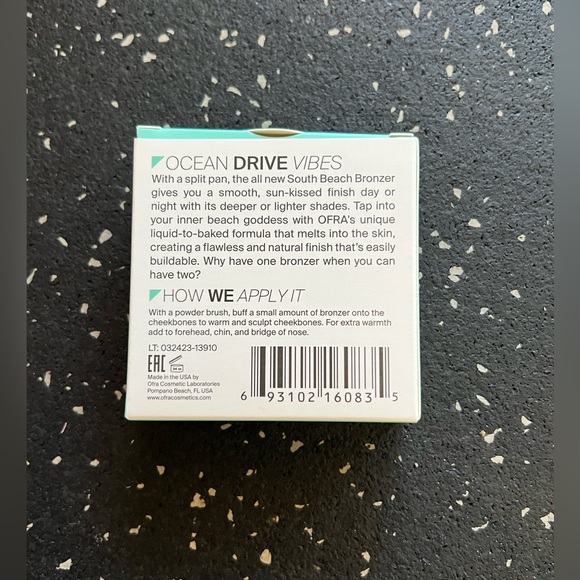 OCEAN DRIVE VIBES
With a split pan, the all new South Beach Bronzer
gives you a smooth, sun-kissed finish day or
night with its deeper or lighter shades. Tap into
your inner beach goddess with OFRA's unique
liquid-to-baked formula that melts into the skin,
creating a flawless and natural finish that's easily
buildable. Why have one bronzer when you can
have two?
HOW WE APPLY IT
With a powder brush, buff a small amount of bronzer onto the
cheekbones to warm and sculpt cheekbones. For extra warmth
add to forehead, chin, and bridge of nose.
LT: 032423-13910
EAC
Made in the USA by
Ofra Cosmetic Laboratories
Pompano Beach, FL USA
www.ofracosmetics.com
6 93102 16083 5